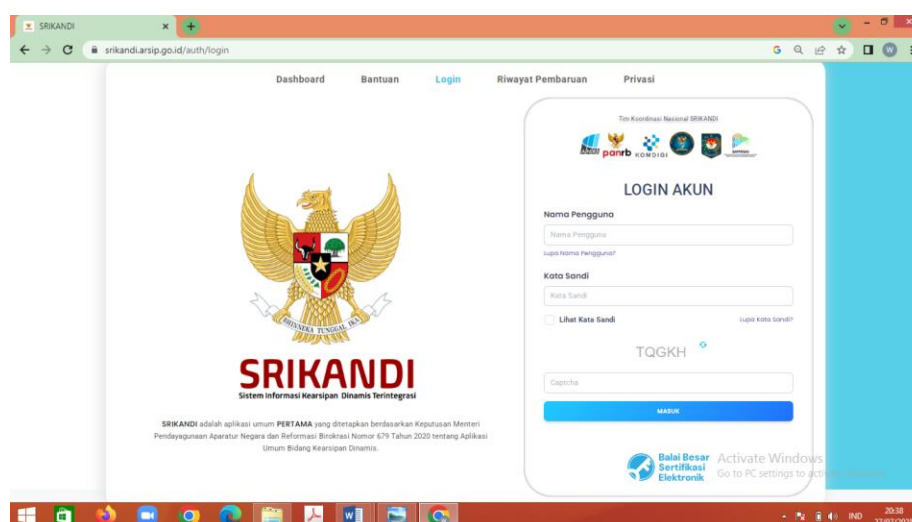 SRIKANDI
srikandi.arsip.go.id/auth/login
Dashboard Bantuan Login Riwayat Pembaruan Privasi
BHINNEKA TUNGGAL IKA
SRIKANDI
Sistem Informasi Kearsipan Dinamis Terintegrasi
SRIKANDI adalah aplikasi umum PERTAMA yang ditetapkan berdasarkan Keputusan Menteri
Pendayagunaan Aparatur Negara dan Reformasi Birokrasi Nomor 679 Tahun 2020 tentang Aplikasi
Umum Bidang Kearsipan Dinamis.
Tim Koordinasi Nasional SRIKANDI
panrb KOMDIGI
LOGIN AKUN
Nama Pengguna
Nama Pengguna
Lupa Nama Pengguna?
Kata Sandi
Kata Sandi
Lihat Kata Sandi Lupa Kata Sandi?
TQGKH
Captcha
MASUK
Balai Besar
Sertifikasi
Elektronik
Activate Windows
Go to PC settings to
IND
20:38